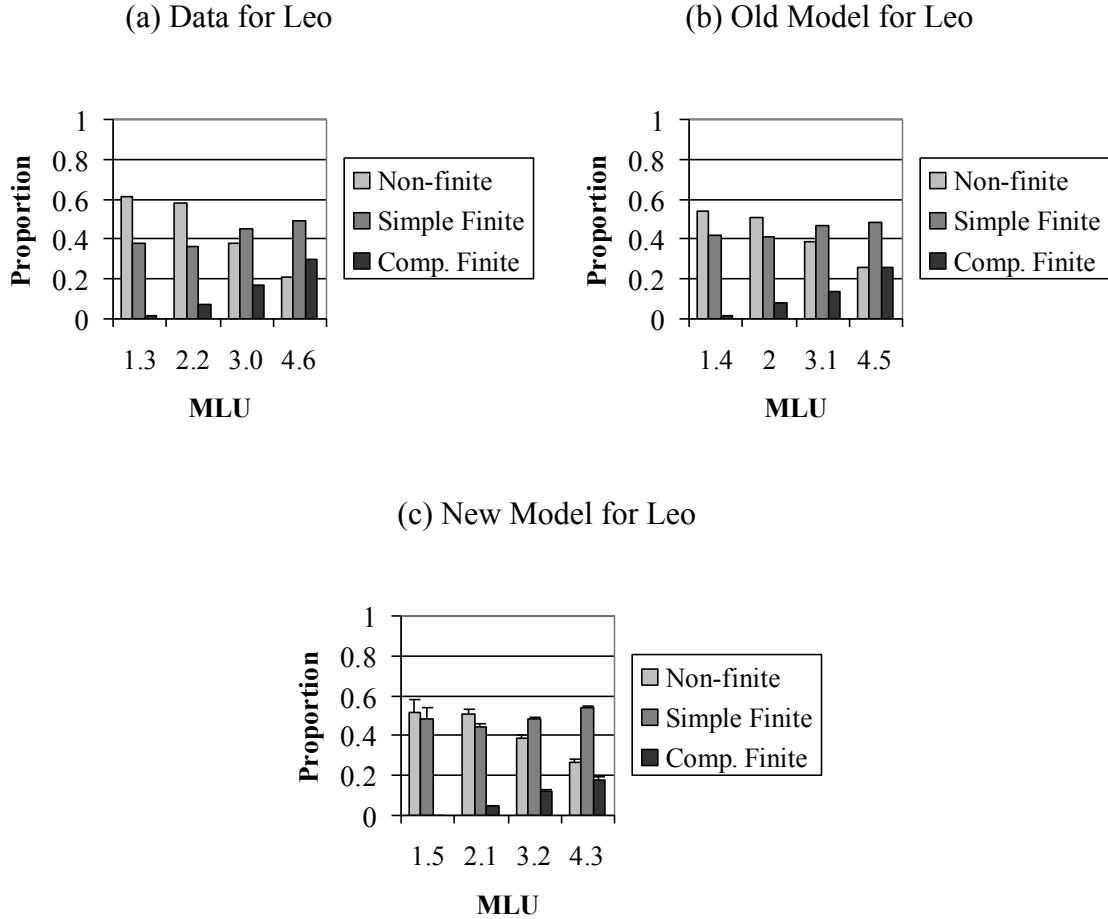 (a) Data for Leo
(b) Old Model for Leo
1
0.8
0.6
0.4
0.2
0
Proportion
1.3 2.2 3.0 4.6
MLU
Non-finite
Simple Finite
Comp. Finite
1
0.8
0.6
0.4
0.2
0
Proportion
1.4 2 3.1 4.5
MLU
Non-finite
Simple Finite
Comp. Finite
(c) New Model for Leo
1
0.8
0.6
0.4
0.2
0
Proportion
1.5 2.1 3.2 4.3
MLU
Non-finite
Simple Finite
Comp. Finite